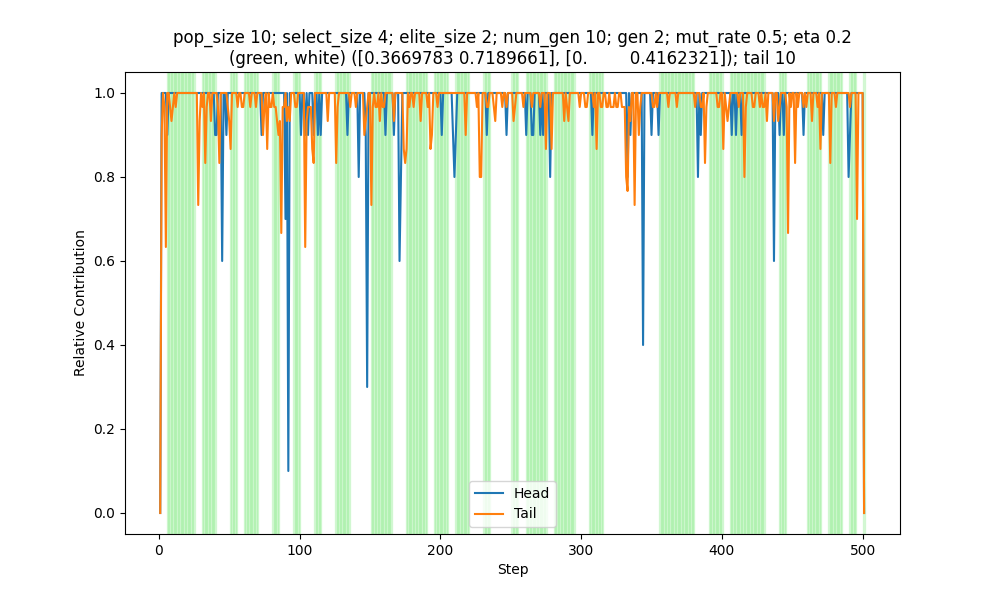 pop_size 10; select_size 4; elite_size 2; num_gen 10; gen 2; mut_rate 0.5; eta 0.2
(green, white) ([0.3669783 0.7189661], [0. 0.4162321]); tail 10
1.0
0.8
0.6
0.4
0.2
0.0
Relative Contribution
Head
Tail
0 100 200 300 400 500
Step